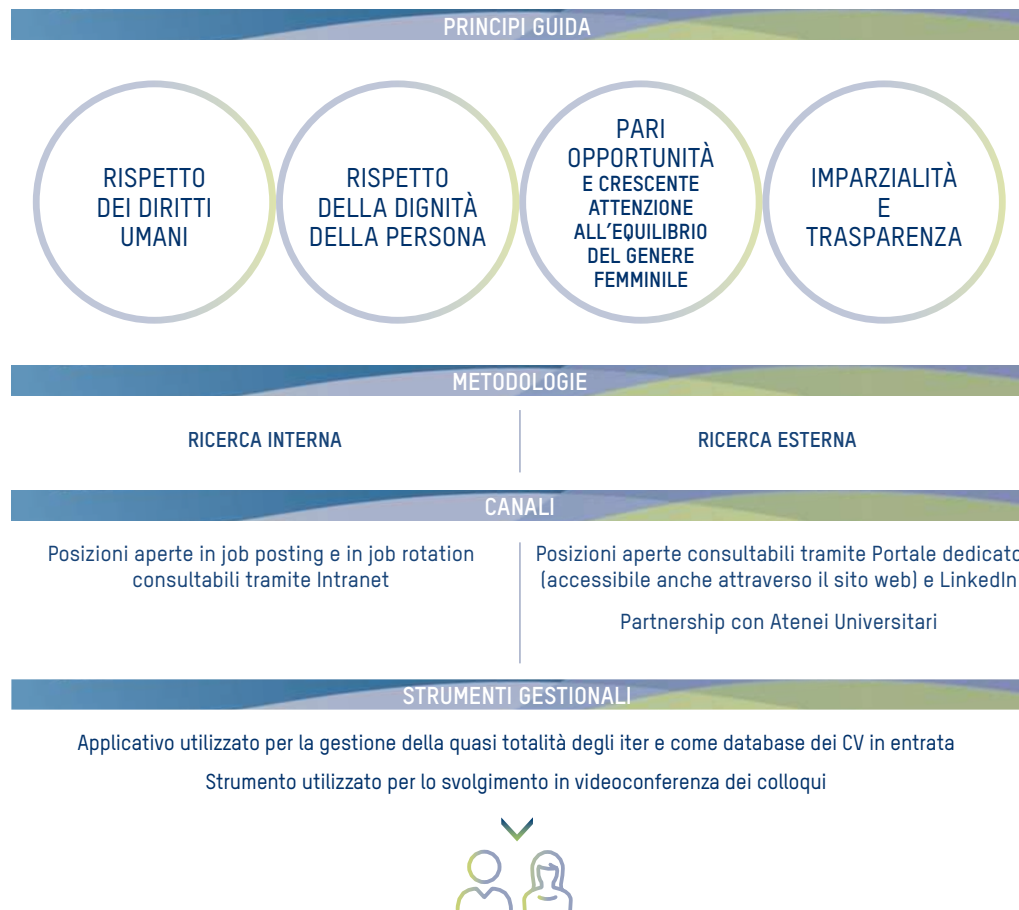 PRINCIPI GUIDA
RISPETTO
DEI DIRITTI
UMANI
RISPETTO
DELLA DIGNITÀ
DELLA PERSONA
PARI
OPPORTUNITÀ
E CRESCENTE
ATTENZIONE
ALL'EQUILIBRIO
DEL GENERE
FEMMINILE
IMPARZIALITÀ
E
TRASPARENZA
METODOLOGIE
RICERCA INTERNA
RICERCA ESTERNA
CANALI
Posizioni aperte in job posting e in job rotation
consultabili tramite Intranet
Posizioni aperte consultabili tramite Portale dedicato
(accessibile anche attraverso il sito web) e LinkedIn
Partnership con Atenei Universitari
STRUMENTI GESTIONALI
Applicativo utilizzato per la gestione della quasi totalità degli iter e come database dei CV in entrata
Strumento utilizzato per lo svolgimento in videoconferenza dei colloqui